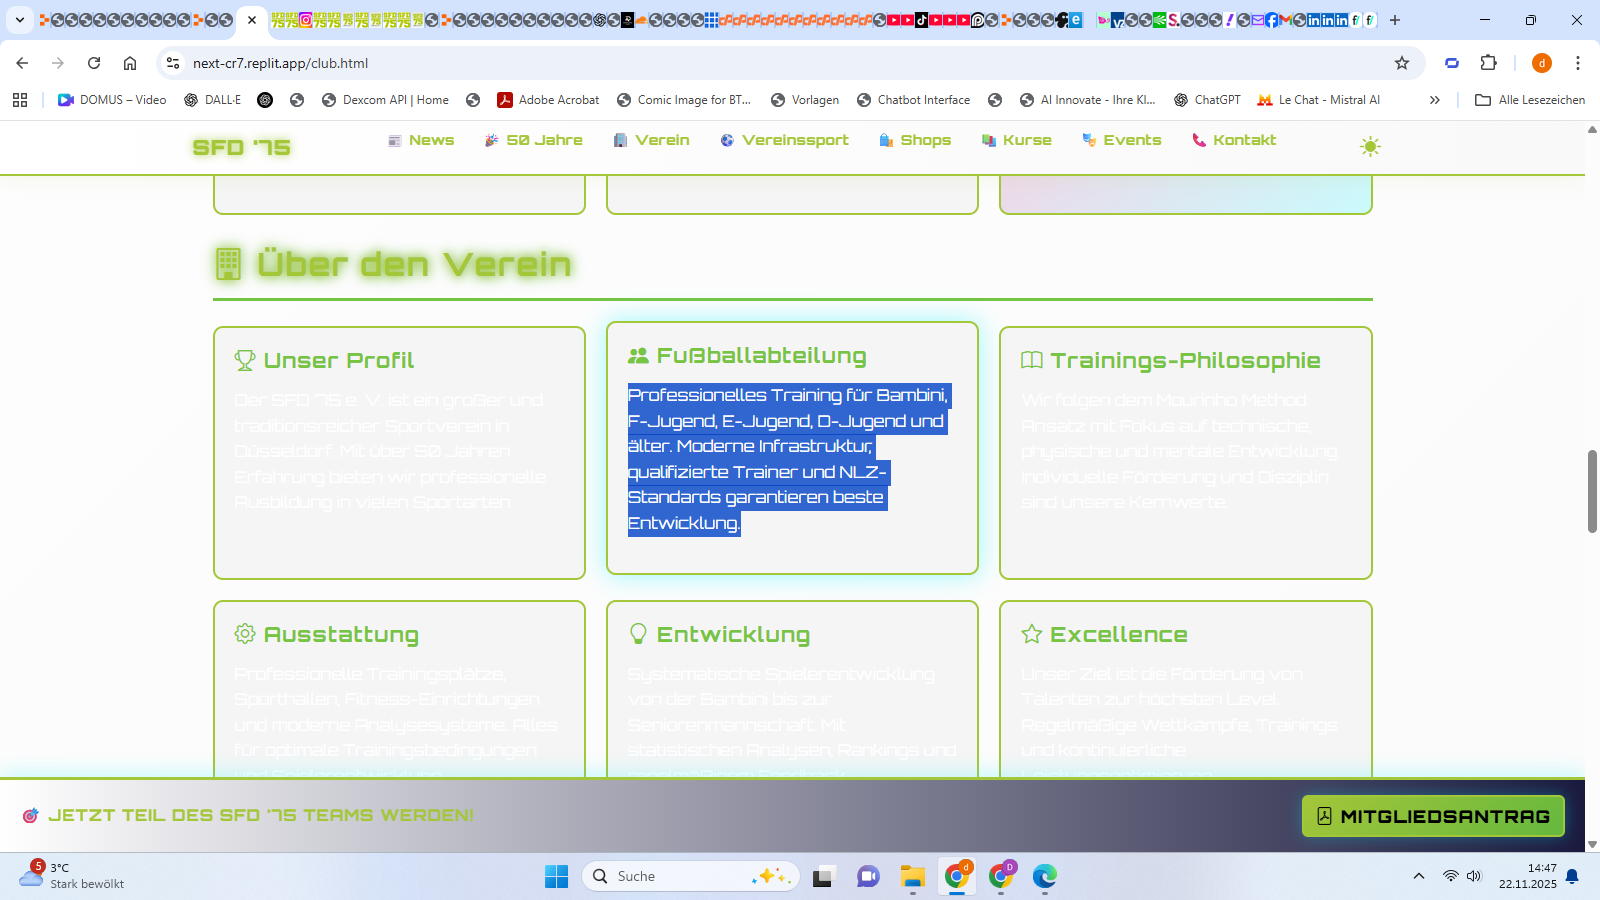 next-cr7.replit.app/club.html
d
DOMUS – Video
DALL·E
Dexcom API | Home
Adobe Acrobat
Comic Image for BT...
Vorlagen
Chatbot Interface
AI Innovate - Ihre KI...
ChatGPT
Le Chat - Mistral AI
Alle Lesezeichen
SFD '75
News
50 Jahre
Verein
Vereinssport
Shops
Kurse
Events
Kontakt
Über den Verein
Unser Profil
Der SFD '75 e. V. ist ein großer und
traditionsreicher Sportverein in
Düsseldorf. Mit über 50 Jahren
Erfahrung bieten wir professionelle
Ausbildung in vielen Sportarten.
Fußballabteilung
Professionelles Training für Bambini,
F-Jugend, E-Jugend, D-Jugend und
älter. Moderne Infrastruktur,
qualifizierte Trainer und NLZ-
Standards garantieren beste
Entwicklung.
Trainings-Philosophie
Wir folgen dem Mourinho Method
Ansatz mit Fokus auf technische,
physische und mentale Entwicklung.
Individuelle Förderung und Disziplin
sind unsere Kernwerte.
Ausstattung
Professionelle Trainingsplätze,
Sporthallen, Fitness-Einrichtungen
und moderne Analysesysteme. Alles
für optimale Trainingsbedingungen
und Spielerentwicklung.
Entwicklung
Systematische Spielerentwicklung
von der Bambini bis zur
Seniorenmannschaft. Mit
statistischen Analysen, Rankings und
regelmäßigem Feedback.
Excellence
Unser Ziel ist die Förderung von
Talenten zur höchsten Level.
Regelmäßige Wettkämpfe, Trainings
und kontinuierliche
JETZT TEIL DES SFD '75 TEAMS WERDEN!
MITGLIEDSANTRAG
5
3°C
Stark bewölkt
Suche
d
D
14:47
22.11.2025